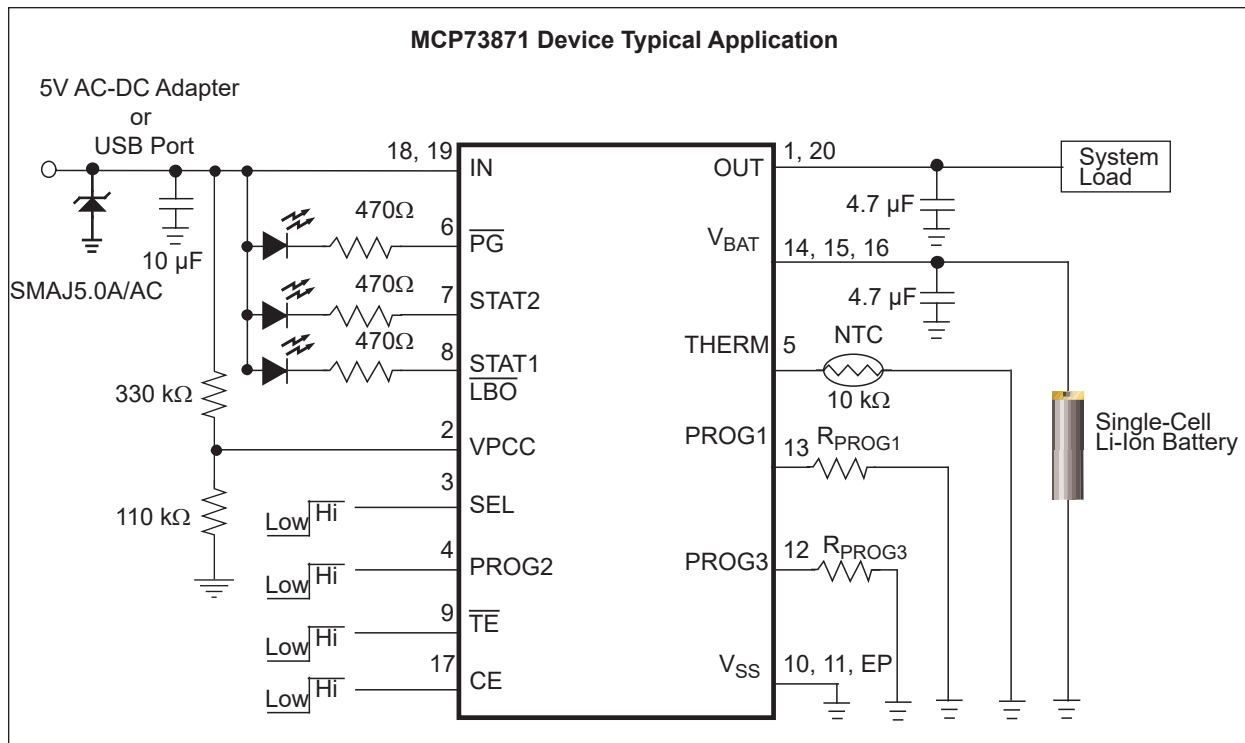 MCP73871 Device Typical Application
5V AC-DC Adapter
or
USB Port
18, 19
IN
OUT
1, 20
System
Load
4.7 µF
470Ω
6
PG
10 µF
SMAJ5.0A/AC
470Ω
7
STAT2
470Ω
8
STAT1
LBO
VBAT
14, 15, 16
4.7 µF
THERM
5
NTC
10 kΩ
330 kΩ
2
VPCC
PROG1
13
RPROG1
Single-Cell
Li-Ion Battery
110 kΩ
3
SEL
Low
Hi
4
PROG2
Low
Hi
PROG3
12
RPROG3
9
TE
Low
Hi
17
CE
Low
Hi
VSS
10, 11, EP